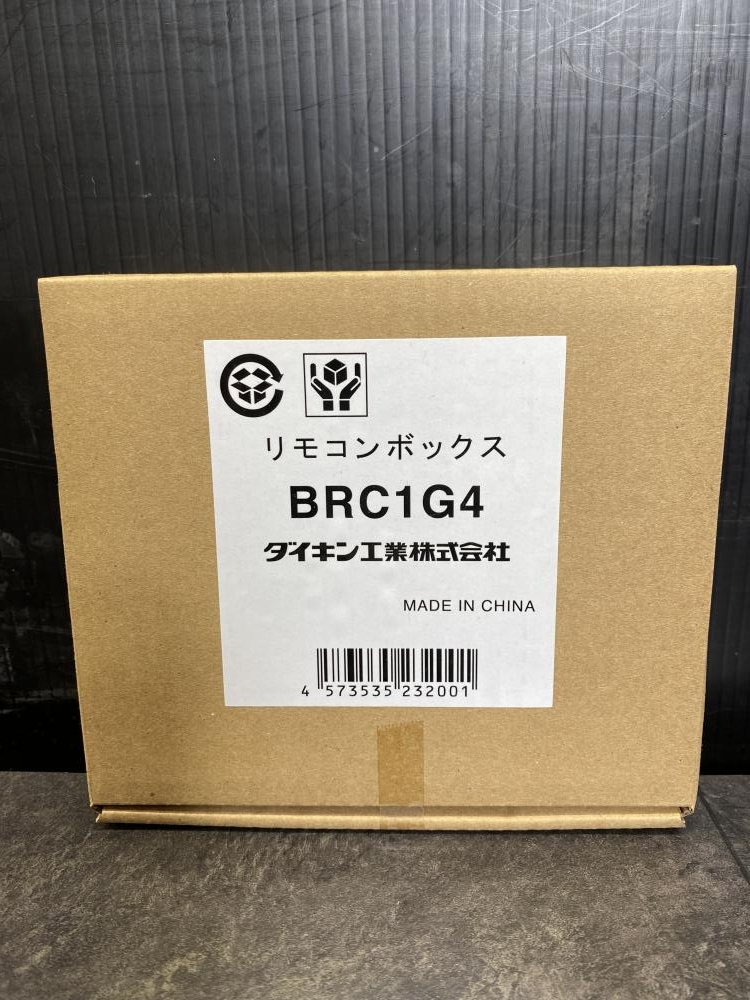 リモコンボックス
BRC1G4
ダイキン工業株式会社
MADE IN CHINA
4 573535 232001